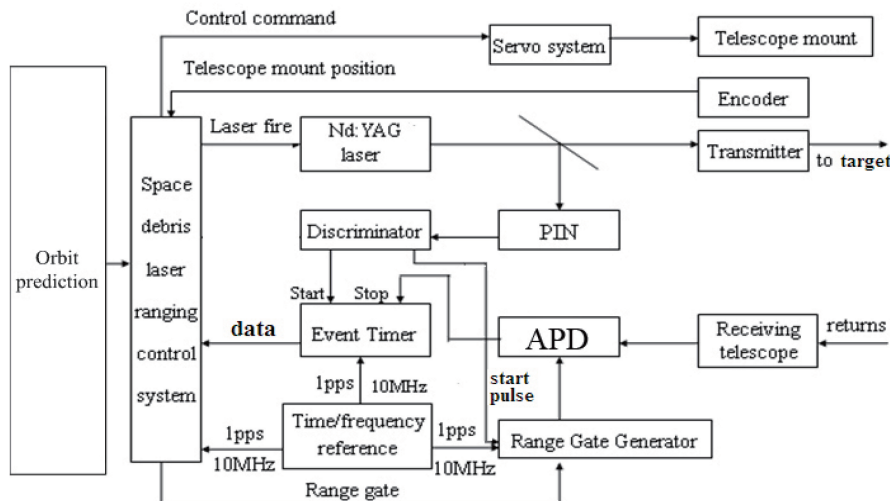 Control command
Servo system
Telescope mount
Telescope mount position
Encoder
Laser fire
Nd:YAG
laser
Transmitter
to target
Orbit
prediction
Space
debris
laser
ranging
control
system
Discriminator
PIN
Start
Stop
data
Event Timer
APD
Receiving
telescope
returns
1pps
10MHz
start
pulse
Time/frequency
reference
1pps
10MHz
1pps
10MHz
Range Gate Generator
Range gate